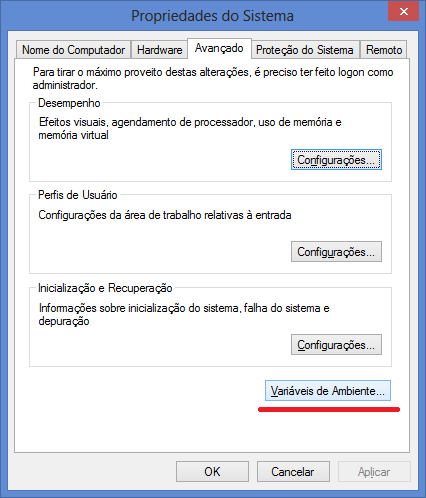 Propriedades do Sistema
Nome do Computador Hardware Avançado Proteção do Sistema Remoto
Para tirar o máximo proveito destas alterações, é preciso ter feito logon como
administrador.
Desempenho
Efeitos visuais, agendamento de processador, uso de memória e
memória virtual
Configurações...
Perfis de Usuário
Configurações da área de trabalho relativas à entrada
Configurações...
Inicialização e Recuperação
Informações sobre inicialização do sistema, falha do sistema e
depuração
Configurações...
Variáveis de Ambiente...
OK Cancelar Aplicar